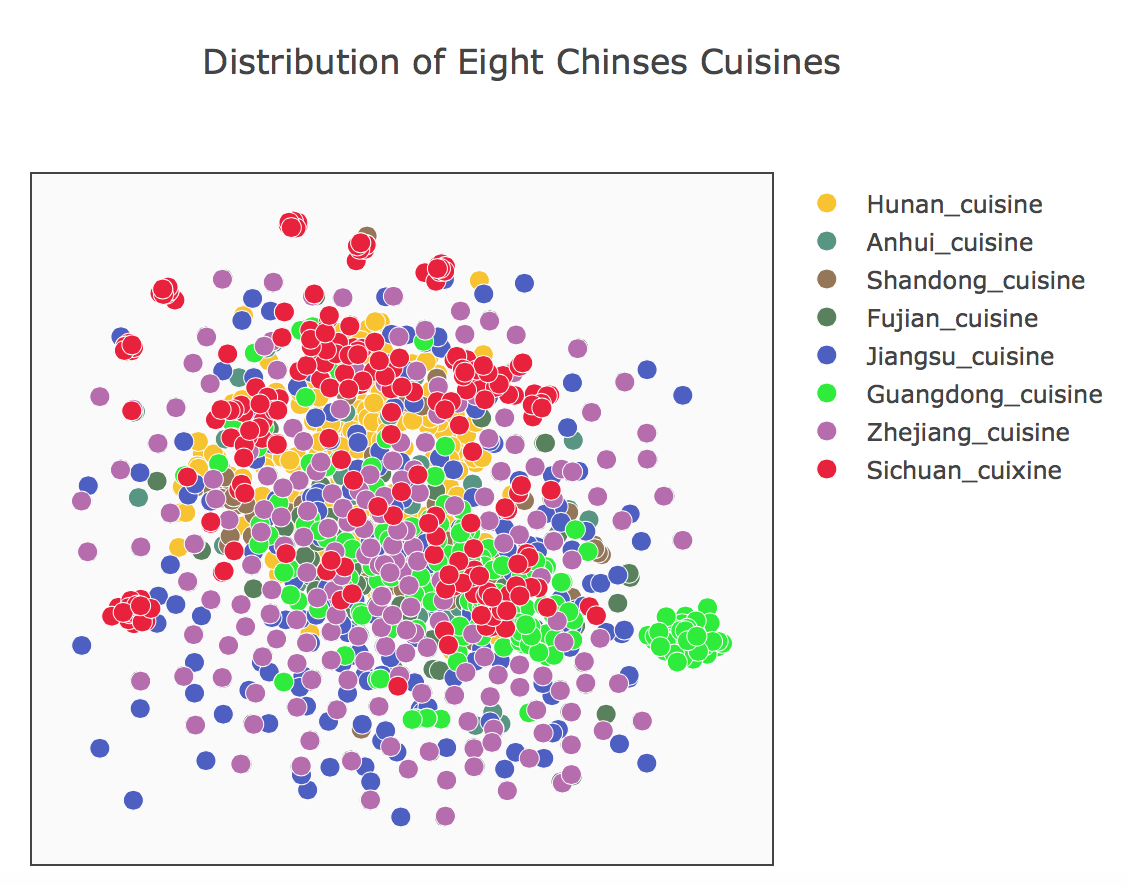 Distribution of Eight Chinses Cuisines
Hunan_cuisine
Anhui_cuisine
Shandong_cuisine
Fujian_cuisine
Jiangsu_cuisine
Guangdong_cuisine
Zhejiang_cuisine
Sichuan_cuixine